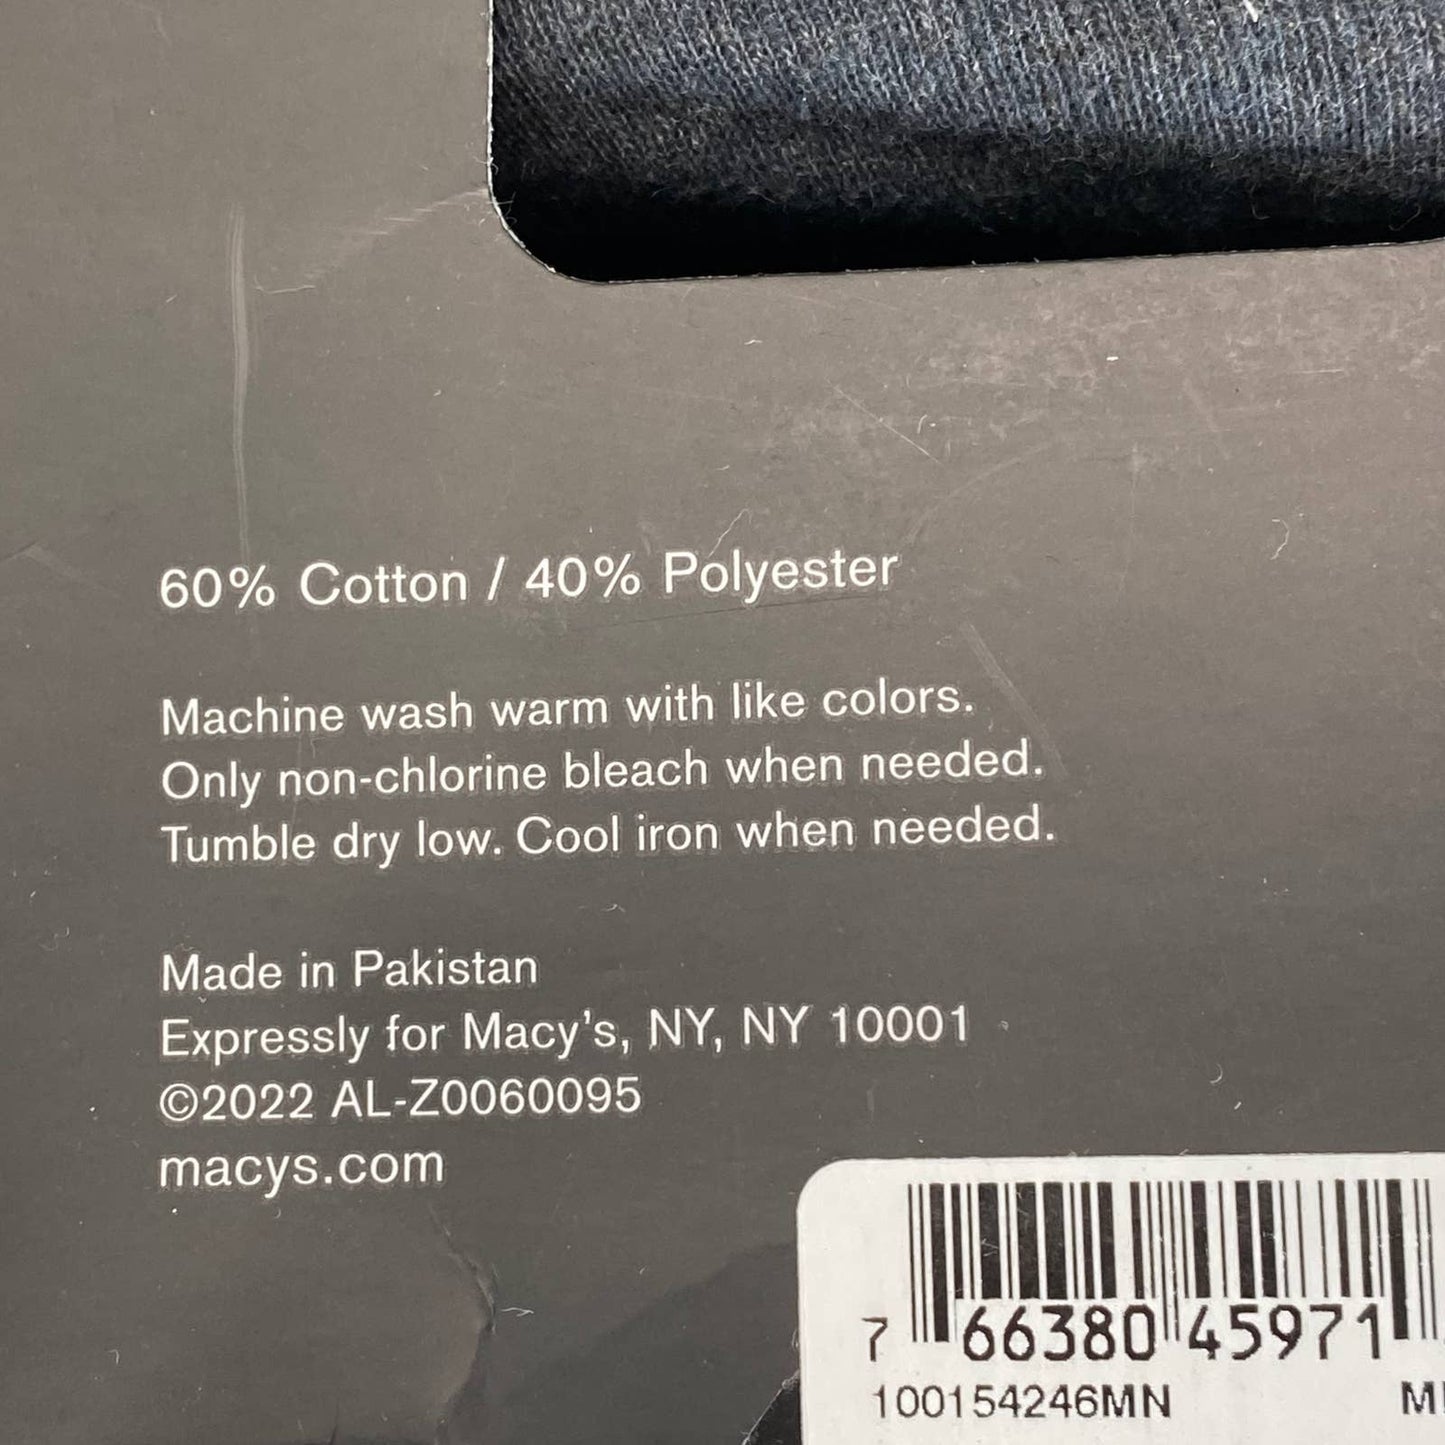 60% Cotton / 40% Polyester
Machine wash warm with like colors.
Only non-chlorine bleach when needed.
Tumble dry low. Cool iron when needed.
Made in Pakistan
Expressly for Macy's, NY, NY 10001
©2022 AL-Z0060095
macys.com
7 66380 45971
100154246MN